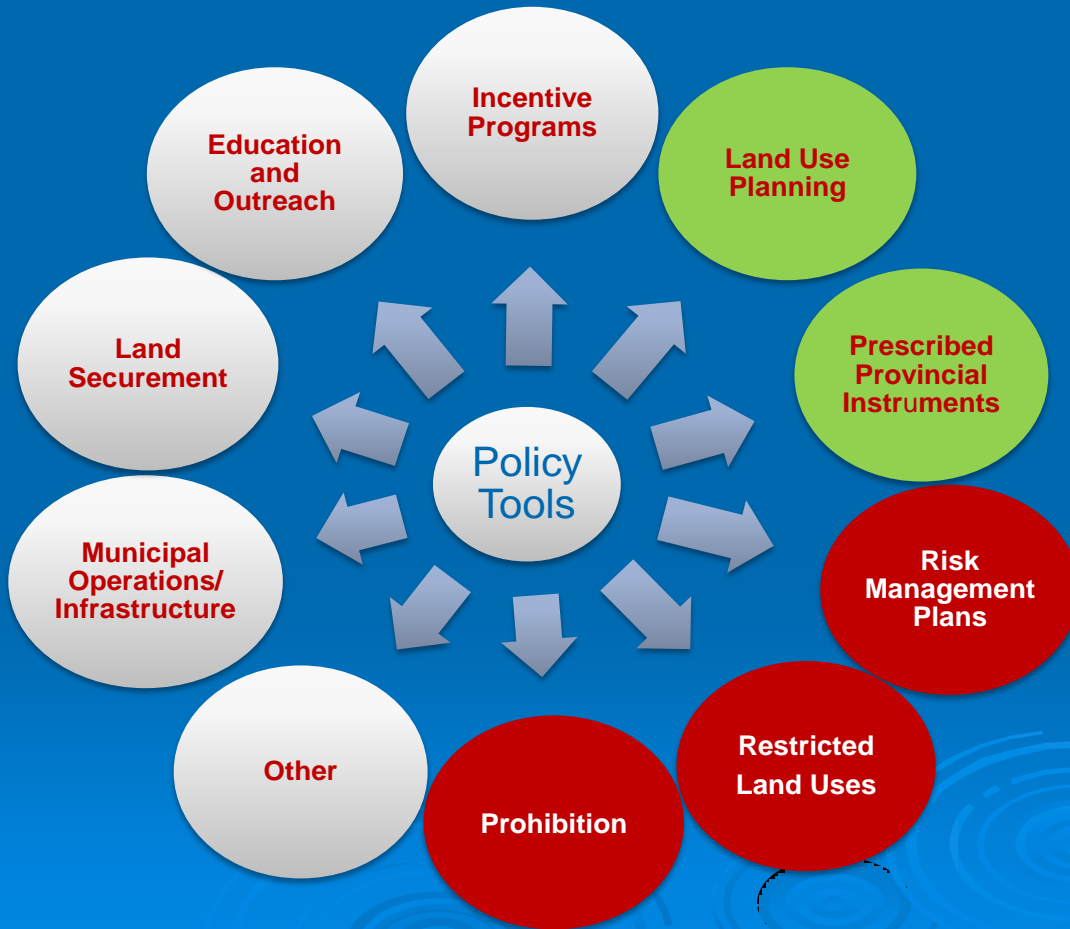 Incentive
Programs
Land Use
Planning
Prescribed
Provincial
Instruments
Risk
Management
Plans
Restricted
Land Uses
Prohibition
Other
Municipal
Operations/
Infrastructure
Land
Securement
Education
and
Outreach
Policy
Tools